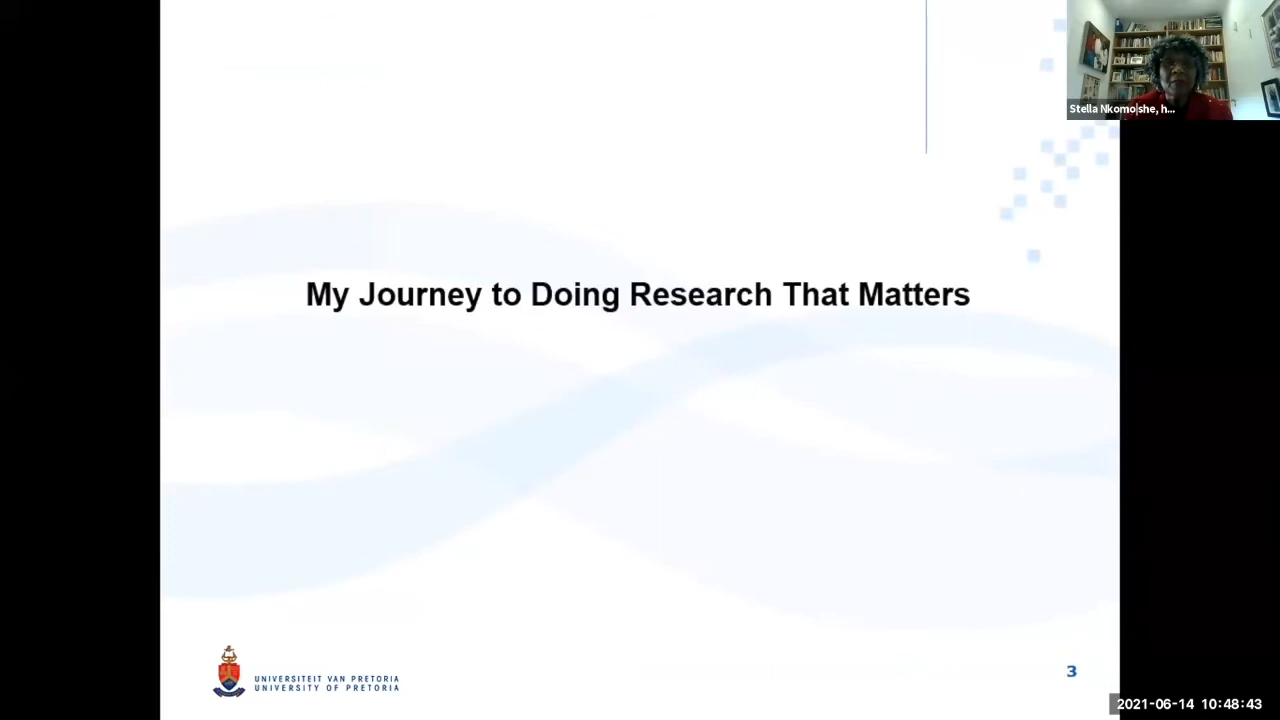 Stella Nkomo|she, h...
My Journey to Doing Research That Matters
UNIVERSITEIT VAN PRETORIA
UNIVERSITY OF PRETORIA
3
2021-06-14 10:48:43